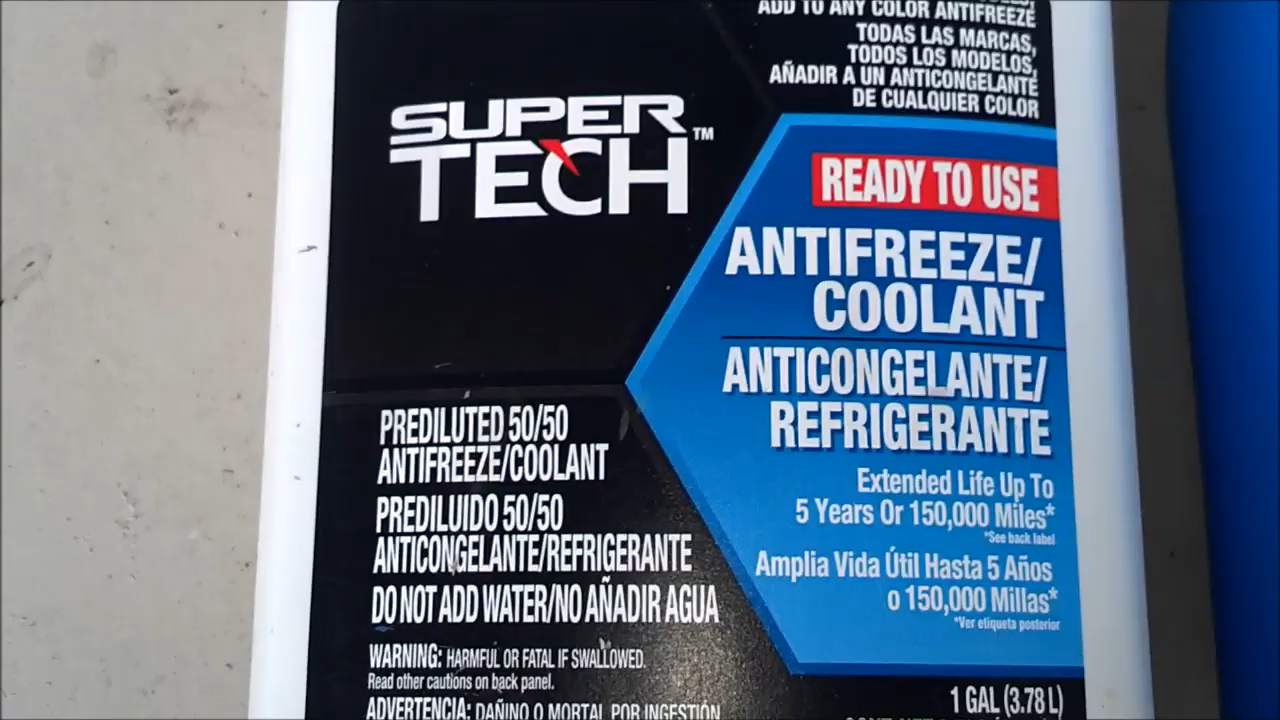 ADD TO ANY COLOR ANTIFREEZE
TODAS LAS MARCAS,
TODOS LOS MODELOS,
AÑADIR A UN ANTICONGELANTE
DE CUALQUIER COLOR
SUPER
TECH™
READY TO USE
ANTIFREEZE/
COOLANT
ANTICONGELANTE/
REFRIGERANTE
Extended Life Up To
5 Years Or 150,000 Miles*
*See back label
Amplia Vida Útil Hasta 5 Años
o 150,000 Millas*
*Ver etiqueta posterior
PREDILUTED 50/50
ANTIFREEZE/COOLANT
PREDILUIDO 50/50
ANTICONGELANTE/REFRIGERANTE
DO NOT ADD WATER/NO AÑADIR AGUA
WARNING: HARMFUL OR FATAL IF SWALLOWED.
Read other cautions on back panel.
ADVERTENCIA: DAÑINO O MORTAL POR INGESTIÓN
1 GAL (3.78 L)